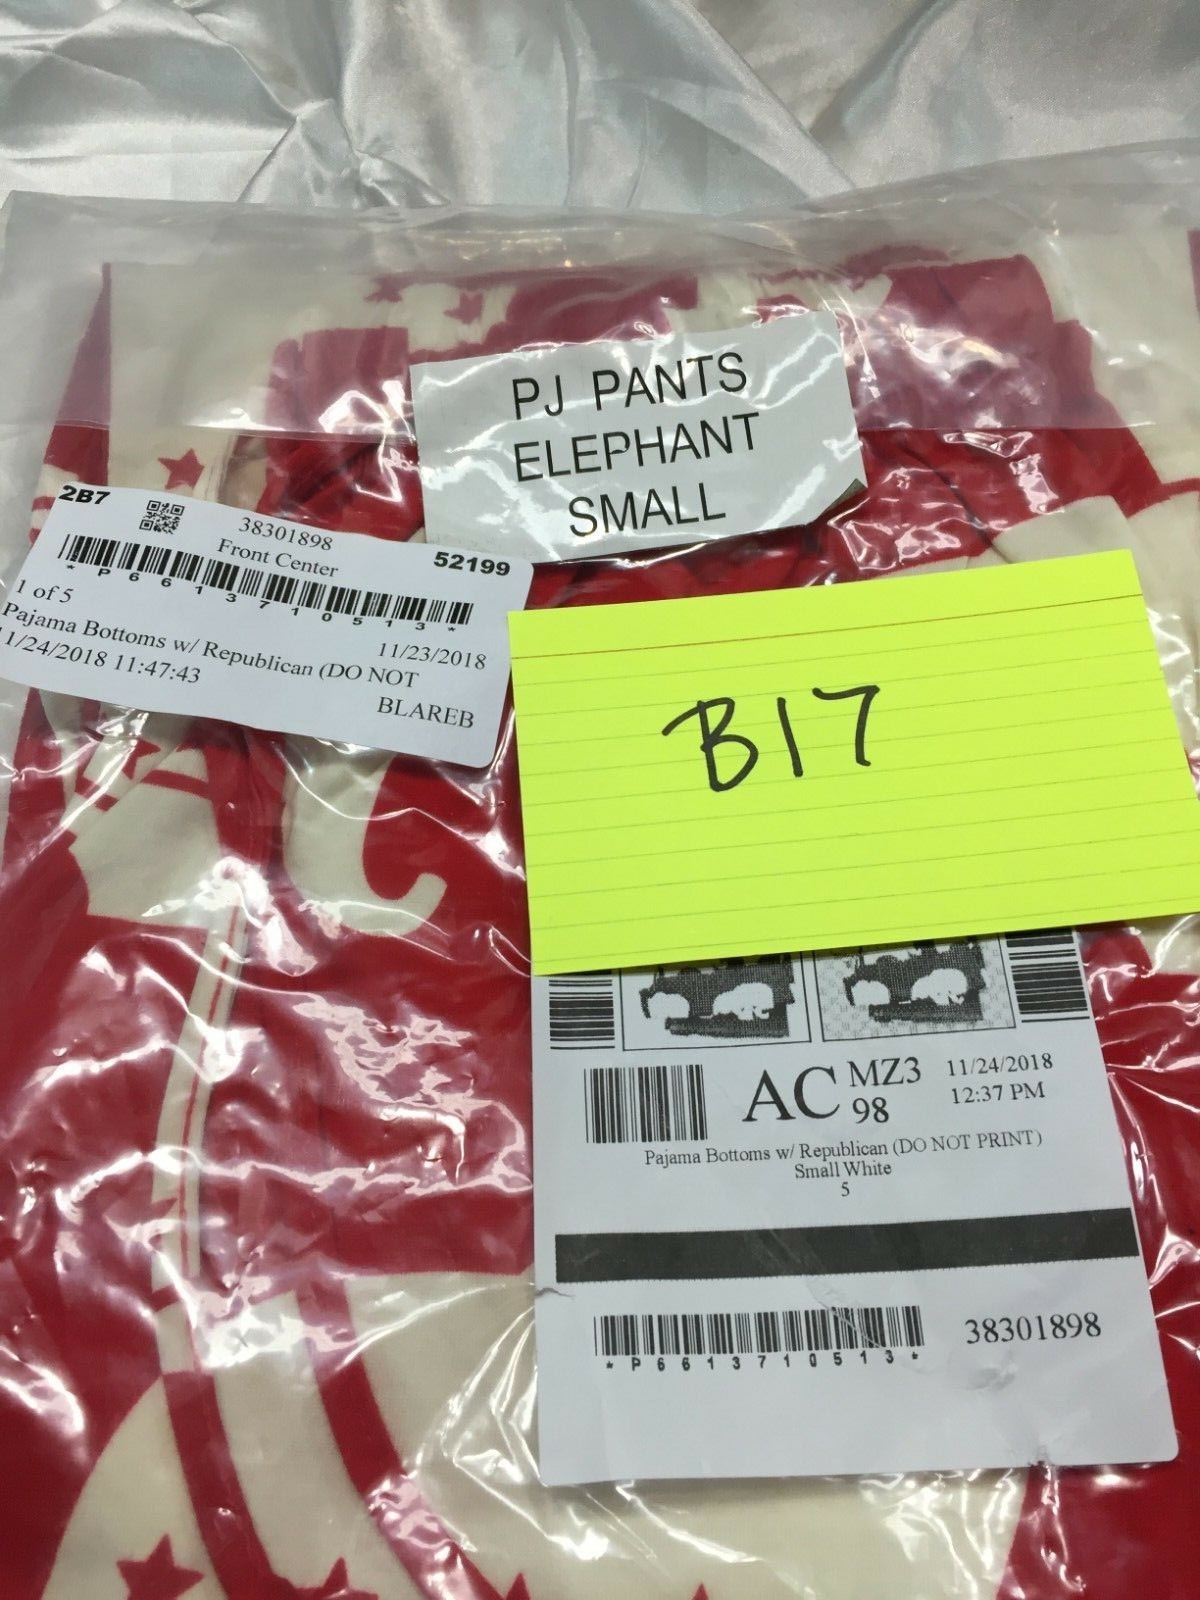 PJ PANTS
ELEPHANT
SMALL
2B7
38301898
Front Center
52199
*P6613710513*
1 of 5
11/23/2018
Pajama Bottoms w/ Republican (DO NOT
11/24/2018 11:47:43
BLAREB
B17
AC MZ3 98
11/24/2018
12:37 PM
Pajama Bottoms w/ Republican (DO NOT PRINT)
Small White
5
*P6613710513*
38301898